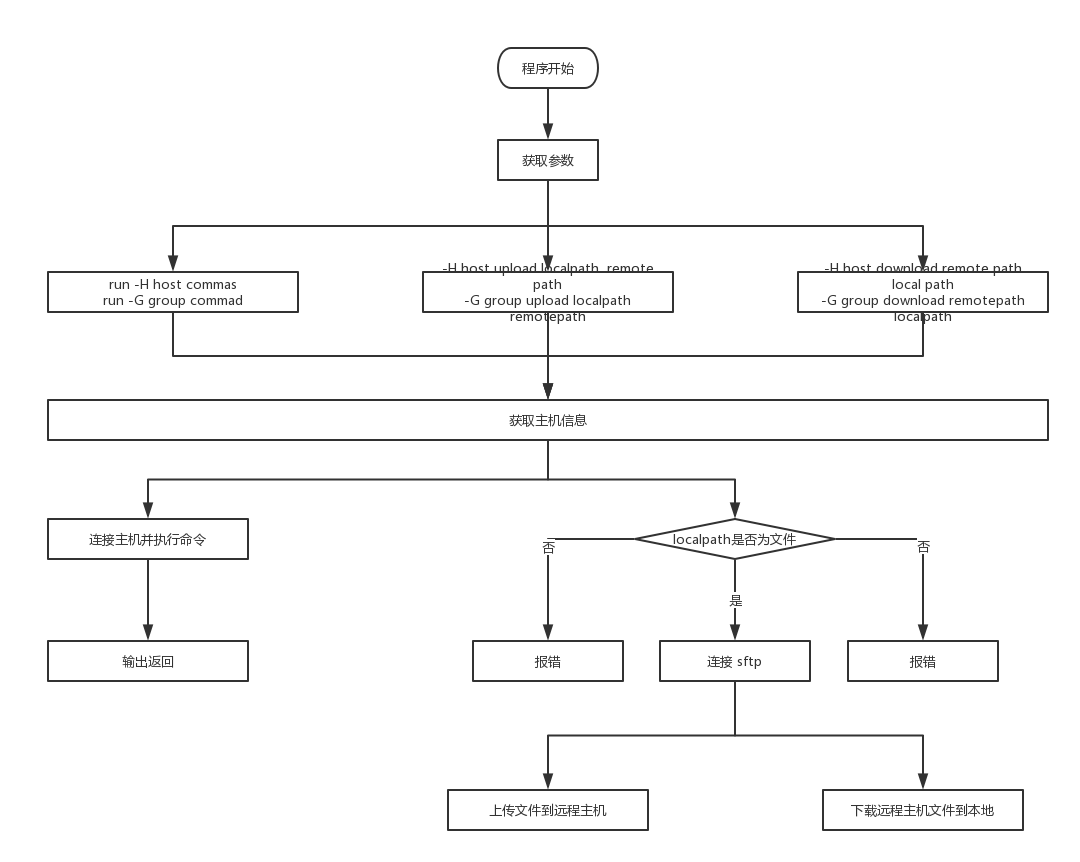 程序开始
获取参数
run -H host commas
run -G group commad
-H host upload localpath  remote
path
-G group upload localpath
remotepath
-H host download remote path
local path
-G group download remotepath
localpath
获取主机信息
连接主机并执行命令
localpath是否为文件
否
否
是
输出返回
报错
连接 sftp
报错
上传文件到远程主机
下载远程主机文件到本地